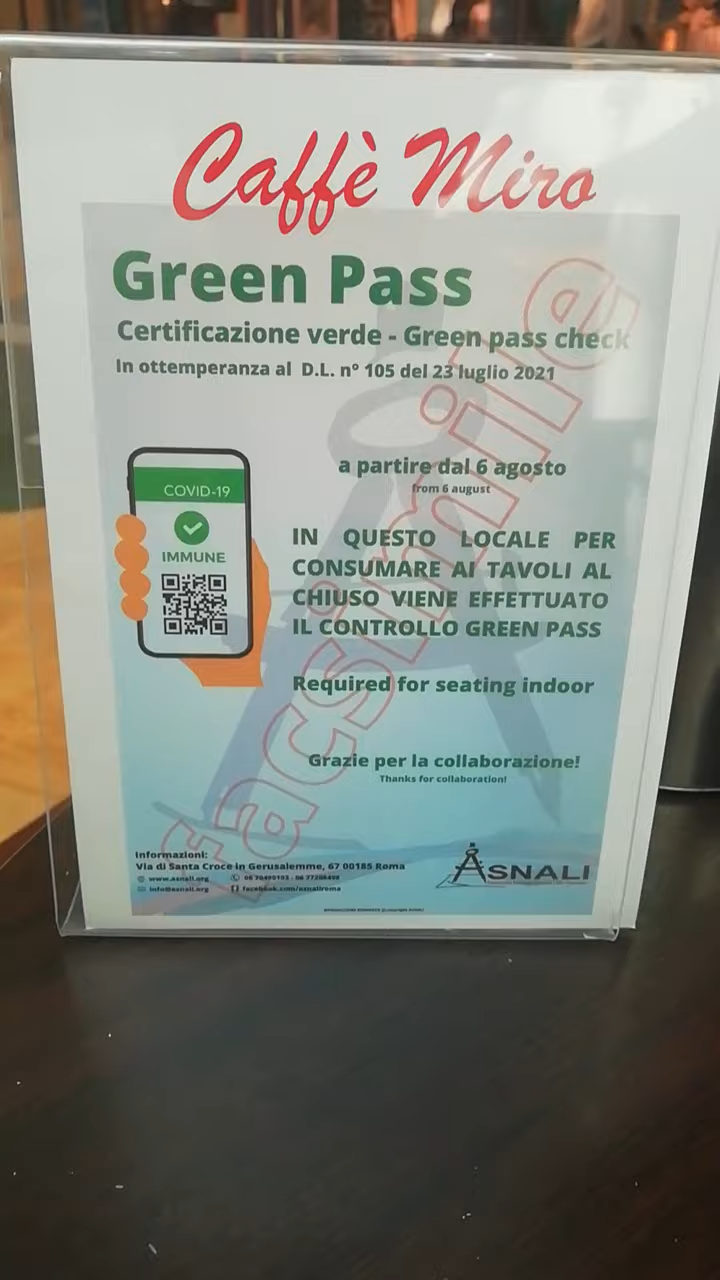 Caffè Miro
Green Pass
Certificazione verde - Green pass check
In ottemperanza al D.L. n° 105 del 23 luglio 2021
a partire dal 6 agosto
from 6 august
COVID-19
IMMUNE
IN QUESTO LOCALE PER
CONSUMARE AI TAVOLI AL
CHIUSO VIENE EFFETTUATO
IL CONTROLLO GREEN PASS
Required for seating indoor
Grazie per la collaborazione!
Thanks for collaboration!
facsimile
Informazioni:
Via di Santa Croce in Gerusalemme, 67 00185 Roma
www.asnali.org
info@asnali.org
facebook.com/asnaliroma
ASNALI